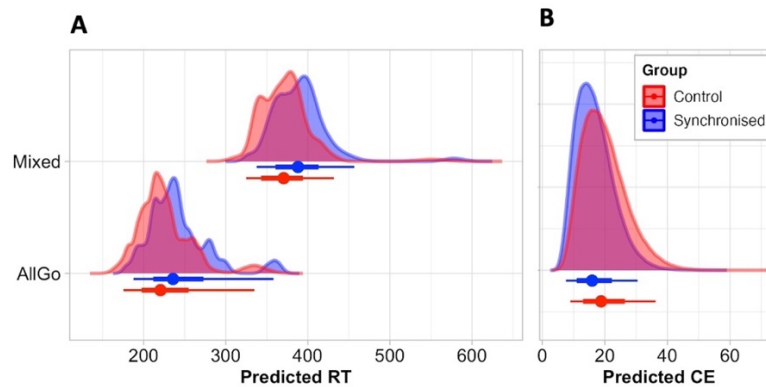 A
B
Group
Control
Synchronised
Mixed
AllGo
200 300 400 500 600
0 20 40 60
Predicted RT
Predicted CE